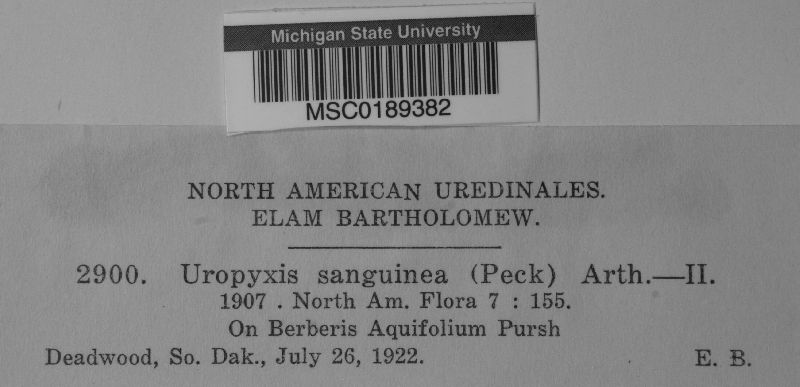 Michigan State University
MSC0189382
NORTH AMERICAN UREDINALES.
ELAM BARTHOLOMEW.
2900. Uropyxis sanguinea (Peck) Arth.—II.
1907 . North Am. Flora 7 : 155.
On Berberis Aquifolium Pursh
Deadwood, So. Dak., July 26, 1922. E. B.